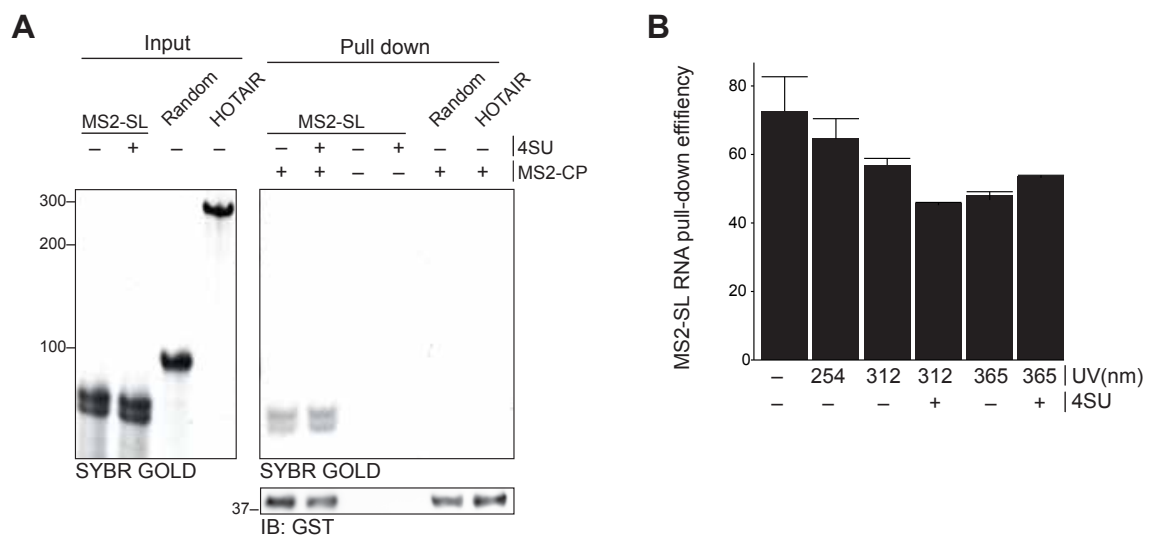 A
Input
Pull down
MS2-SL
Random
HOTAIR
MS2-SL
Random
HOTAIR
– + – –
– + – + – – |4SU
+ + – – + + |MS2-CP
300
200
100
SYBR GOLD
SYBR GOLD
37
IB: GST
B
MS2-SL RNA pull-down effifiency
80
60
40
20
0
– 254 312 312 365 365 |UV(nm)
– – – + – + |4SU